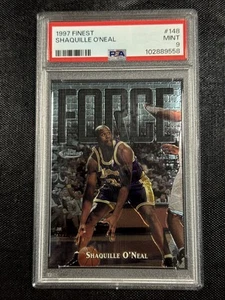 1997 FINEST #148
SHAQUILLE O'NEAL MINT
PSA 9
102889558
FORCE
SHAQUILLE O'NEAL